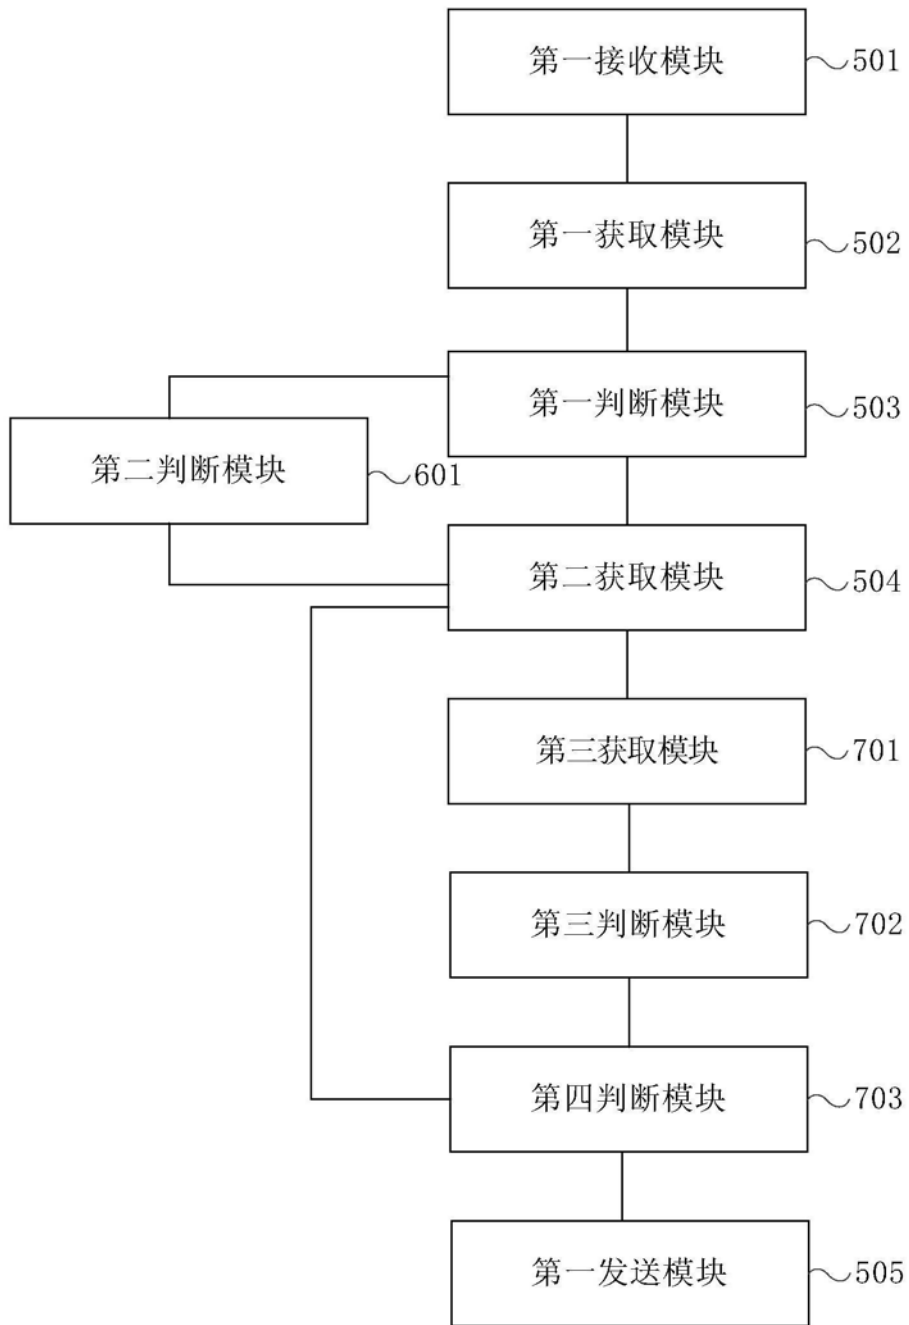 第一接收模块 501
第一获取模块 502
第一判断模块 503
第二判断模块 601
第二获取模块 504
第三获取模块 701
第三判断模块 702
第四判断模块 703
第一发送模块 505